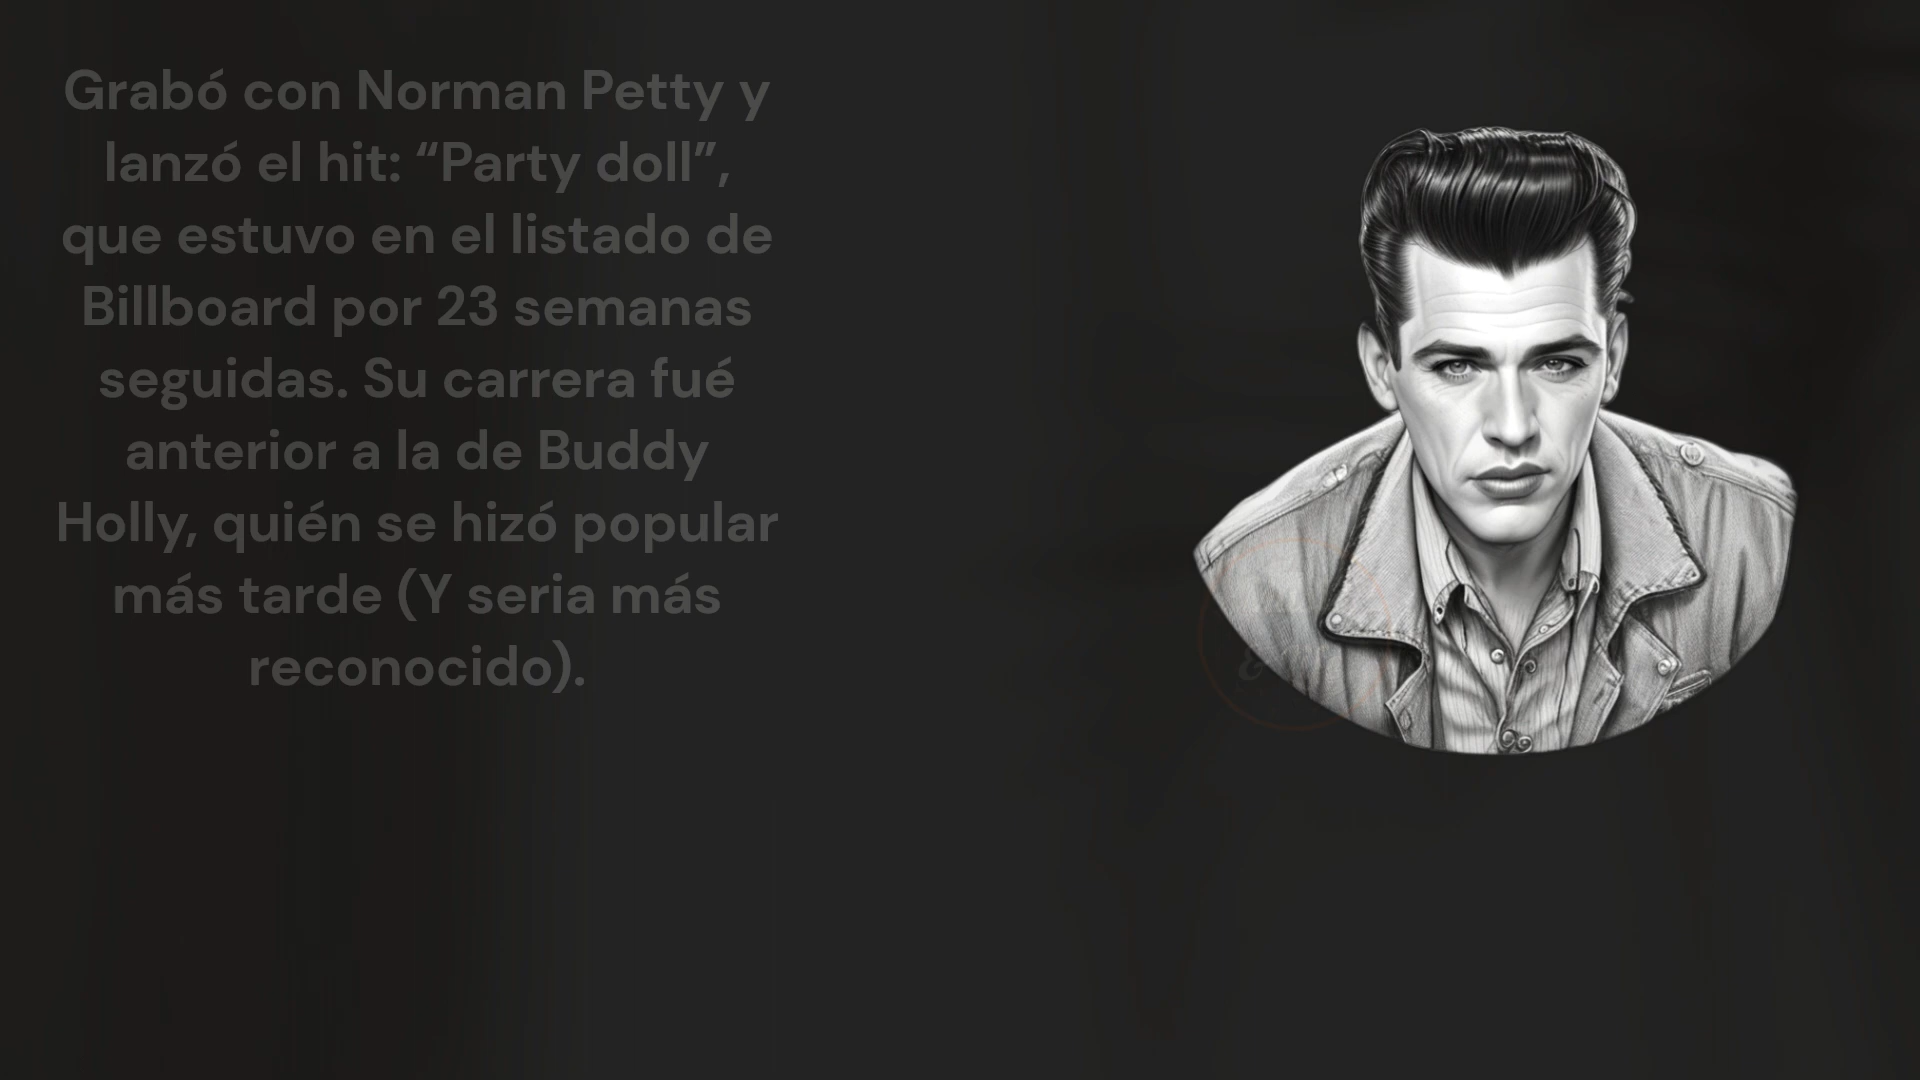 Grabó con Norman Petty y
lanzó el hit: “Party doll”,
que estuvo en el listado de
Billboard por 23 semanas
seguidas. Su carrera fué
anterior a la de Buddy
Holly, quién se hizó popular
más tarde (Y seria más
reconocido).